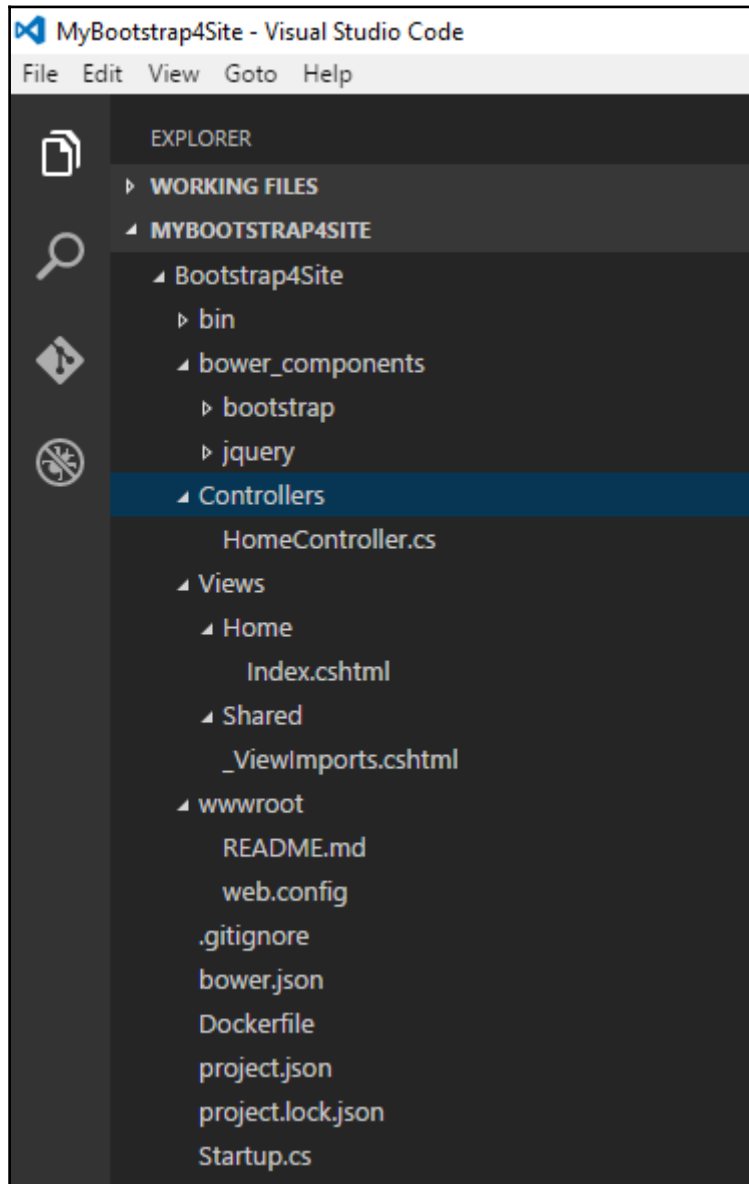 MyBootstrap4Site - Visual Studio Code
File Edit View Goto Help
EXPLORER
WORKING FILES
MYBOOTSTRAP4SITE
Bootstrap4Site
bin
bower_components
bootstrap
jquery
Controllers
HomeController.cs
Views
Home
Index.cshtml
Shared
_ViewImports.cshtml
wwwroot
README.md
web.config
.gitignore
bower.json
Dockerfile
project.json
project.lock.json
Startup.cs